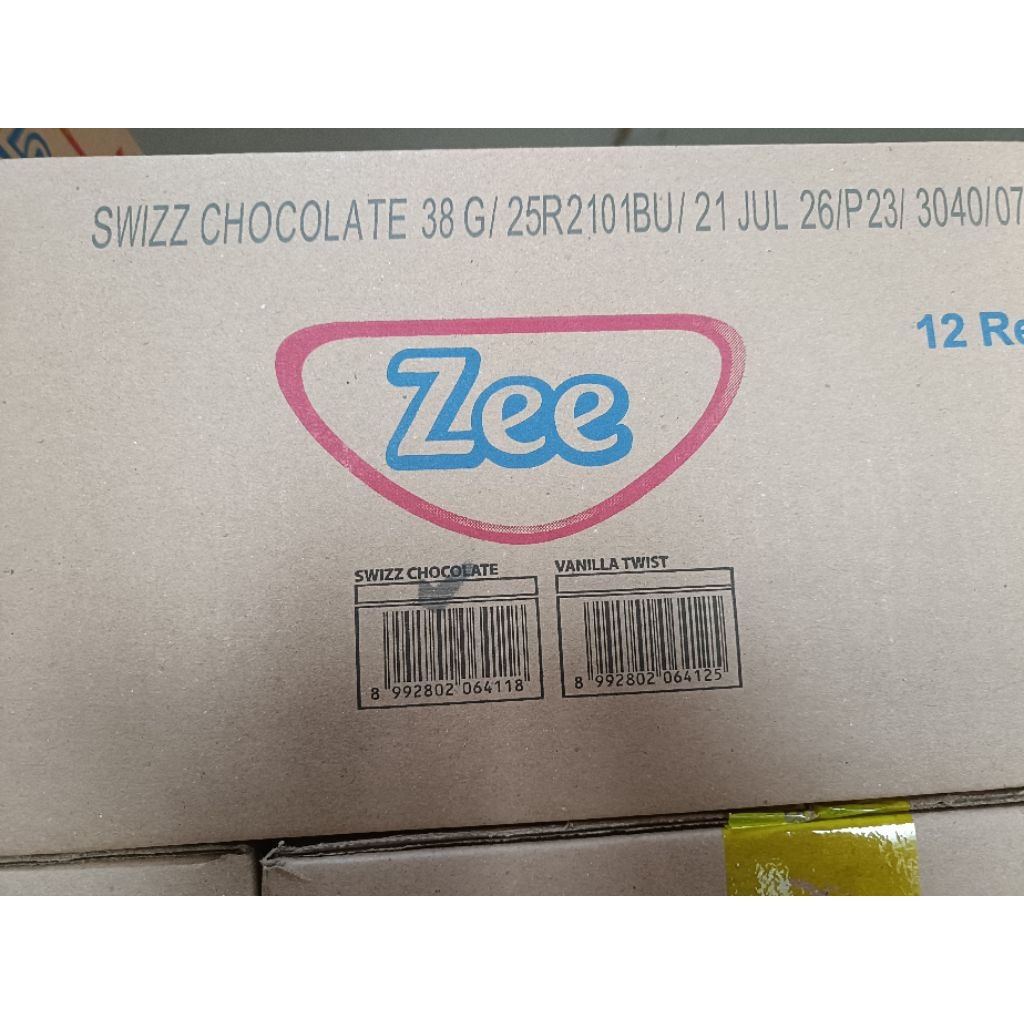 SWIZZ CHOCOLATE 38 G/ 25R2101BU/ 21 JUL 26/P23/ 3040/07
12
Zee
SWIZZ CHOCOLATE
VANILLA TWIST
8 992802 064118
8 992802 064125